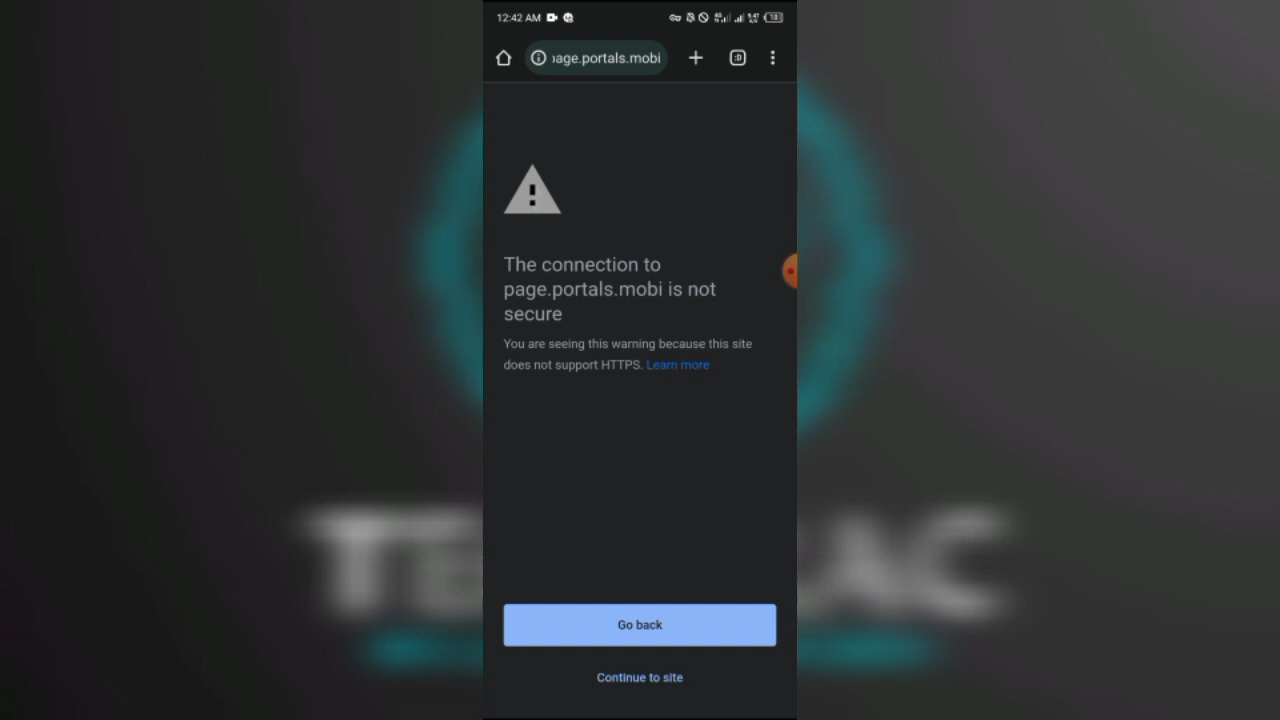 12:42 AM
page.portals.mobi
:D
The connection to
page.portals.mobi is not
secure
You are seeing this warning because this site
does not support HTTPS. Learn more
Go back
Continue to site